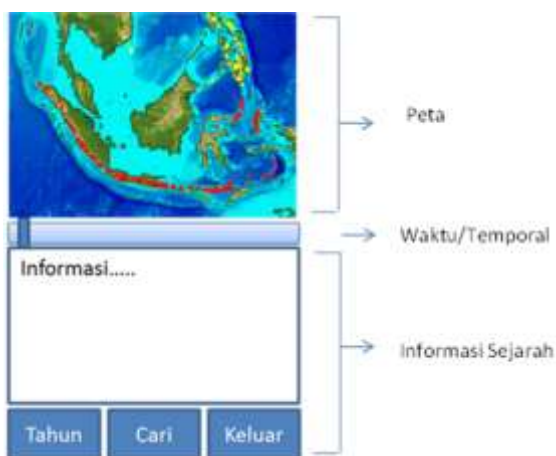 Peta
Waktu/Temporal
Informasi.....
Informasi Sejarah
Tahun
Cari
Keluar